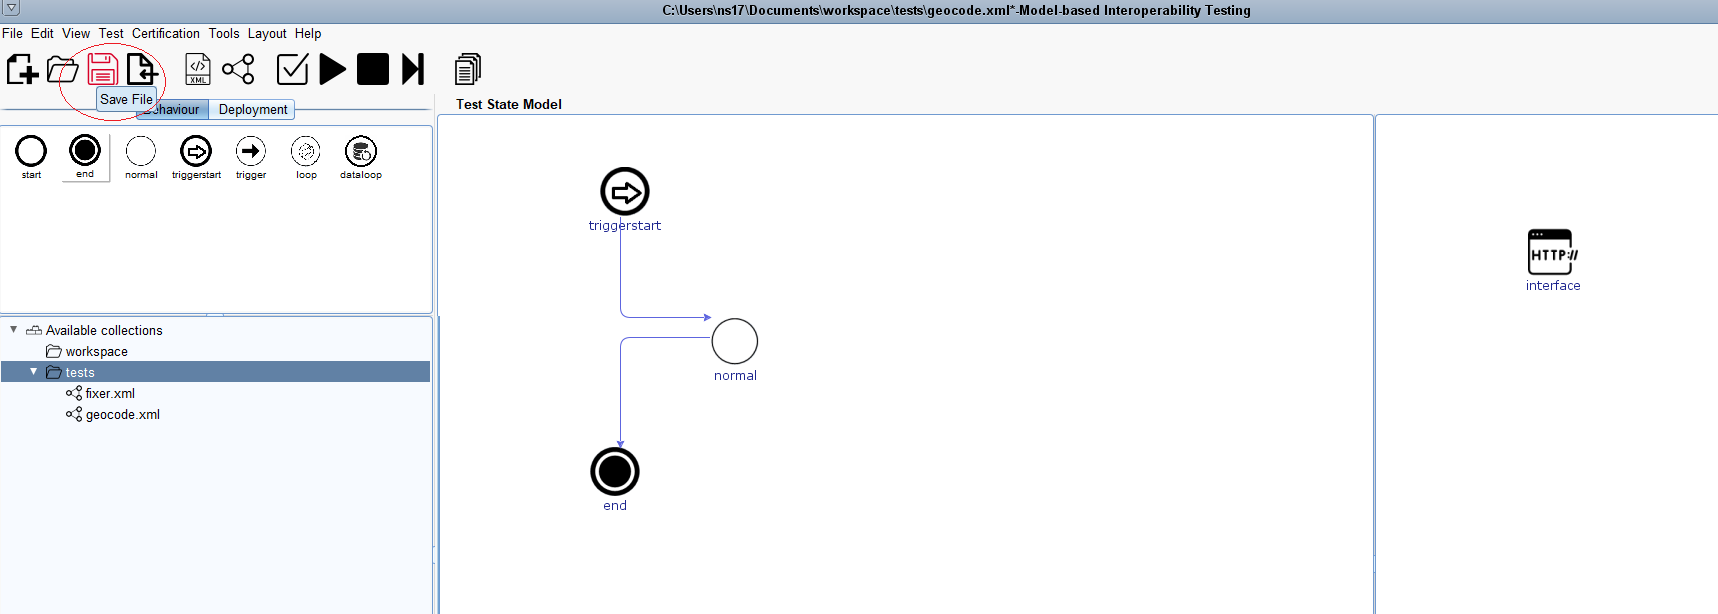 C:\Users\ns17\Documents\workspace\tests\geocode.xml*-Model-based Interoperability Testing
File Edit View Test Certification Tools Layout Help
XML
Save File
Behaviour Deployment
Test State Model
start end normal triggerstart trigger loop dataloop
triggerstart
HTTP://
interface
Available collections
workspace
normal
tests
fixer.xml
geocode.xml
end